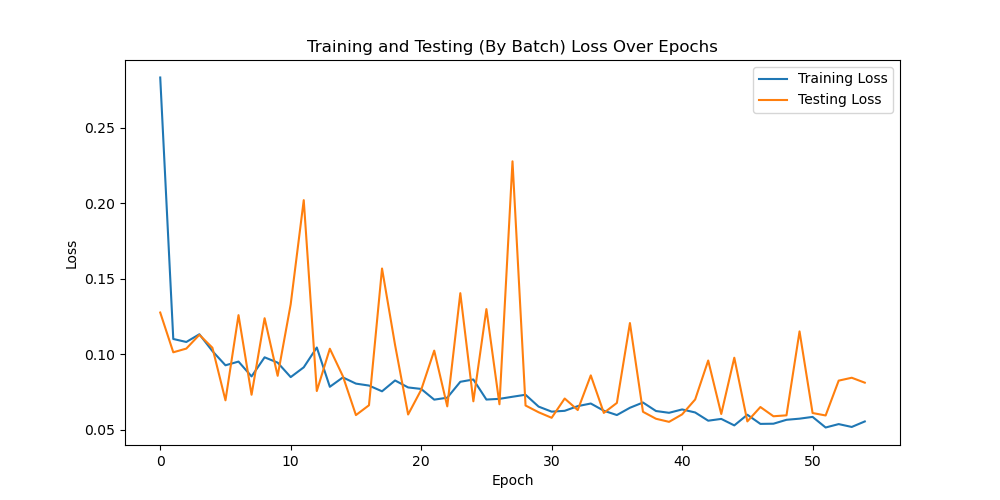 Training and Testing (By Batch) Loss Over Epochs
Training Loss
Testing Loss
Loss
0.25
0.20
0.15
0.10
0.05
0 10 20 30 40 50
Epoch